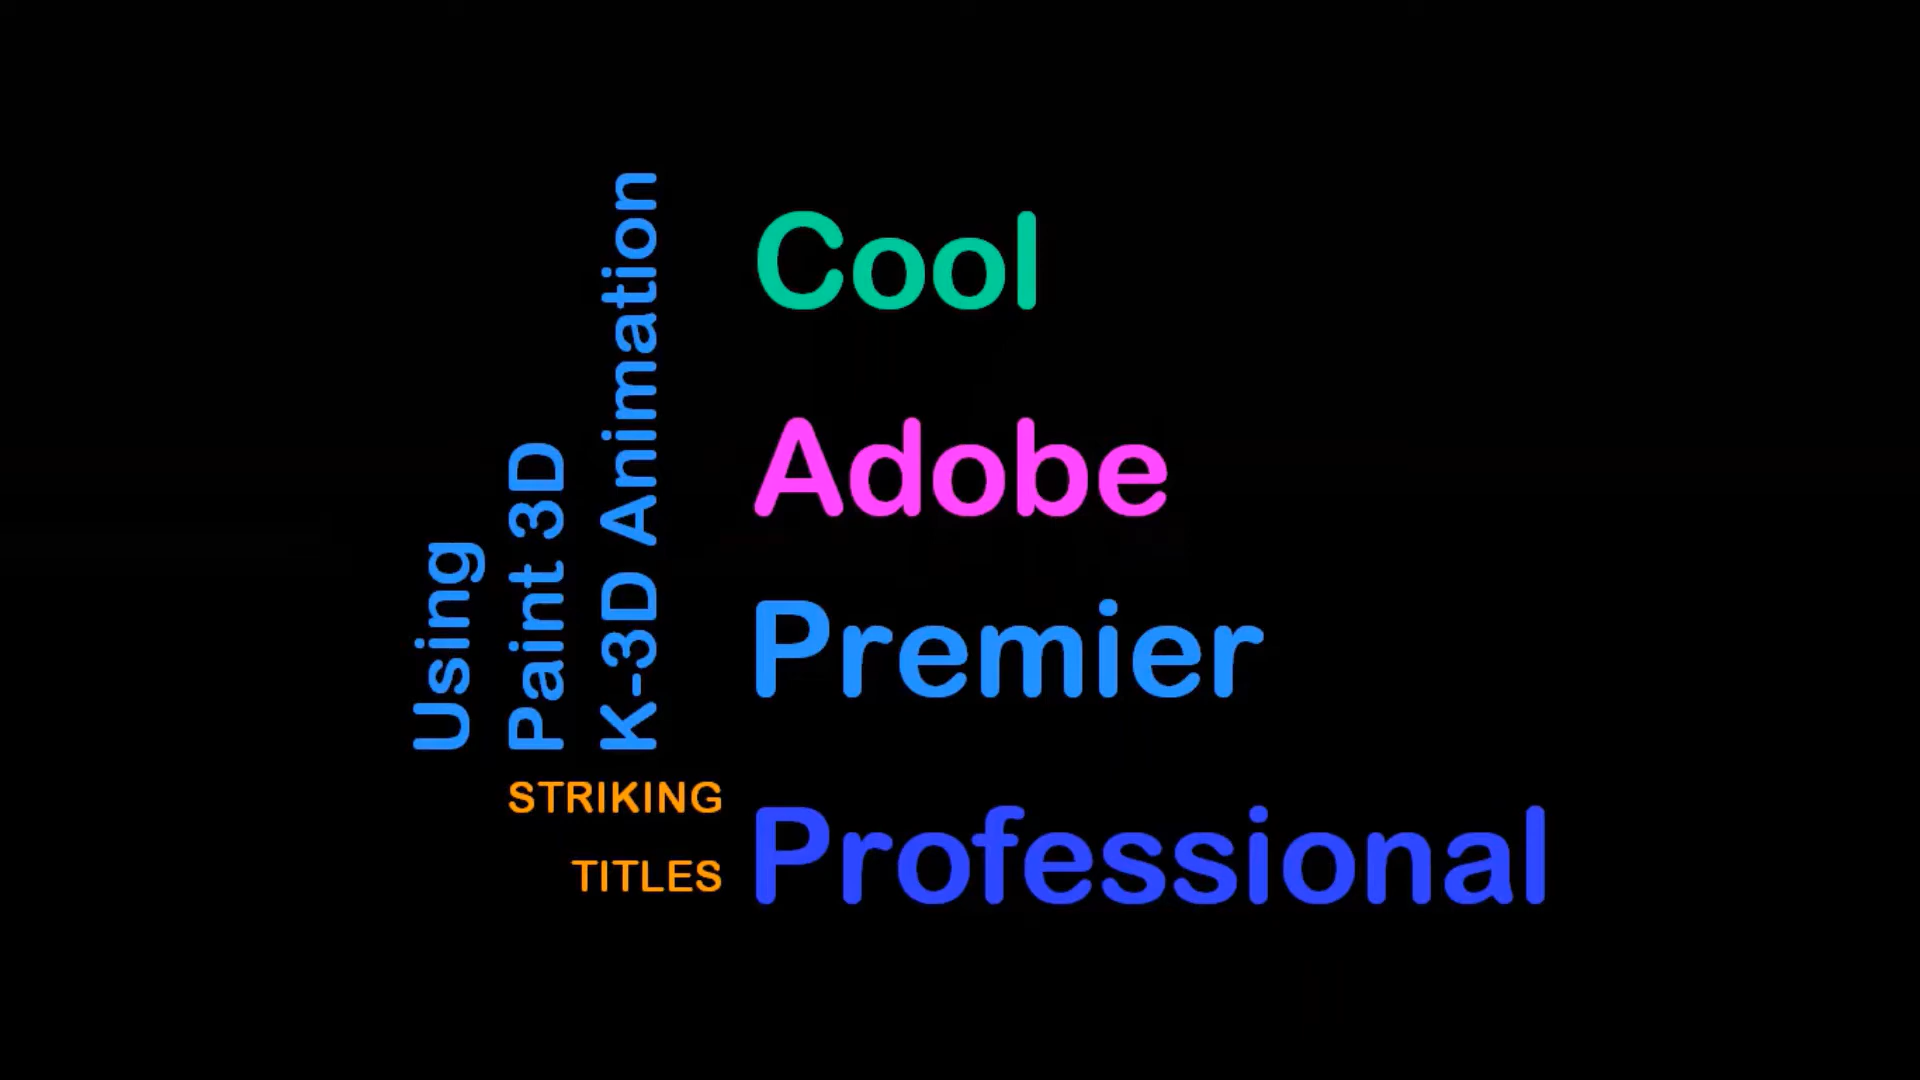 Using
Paint 3D
K-3D Animation
STRIKING
TITLES
Cool
Adobe
Premier
Professional